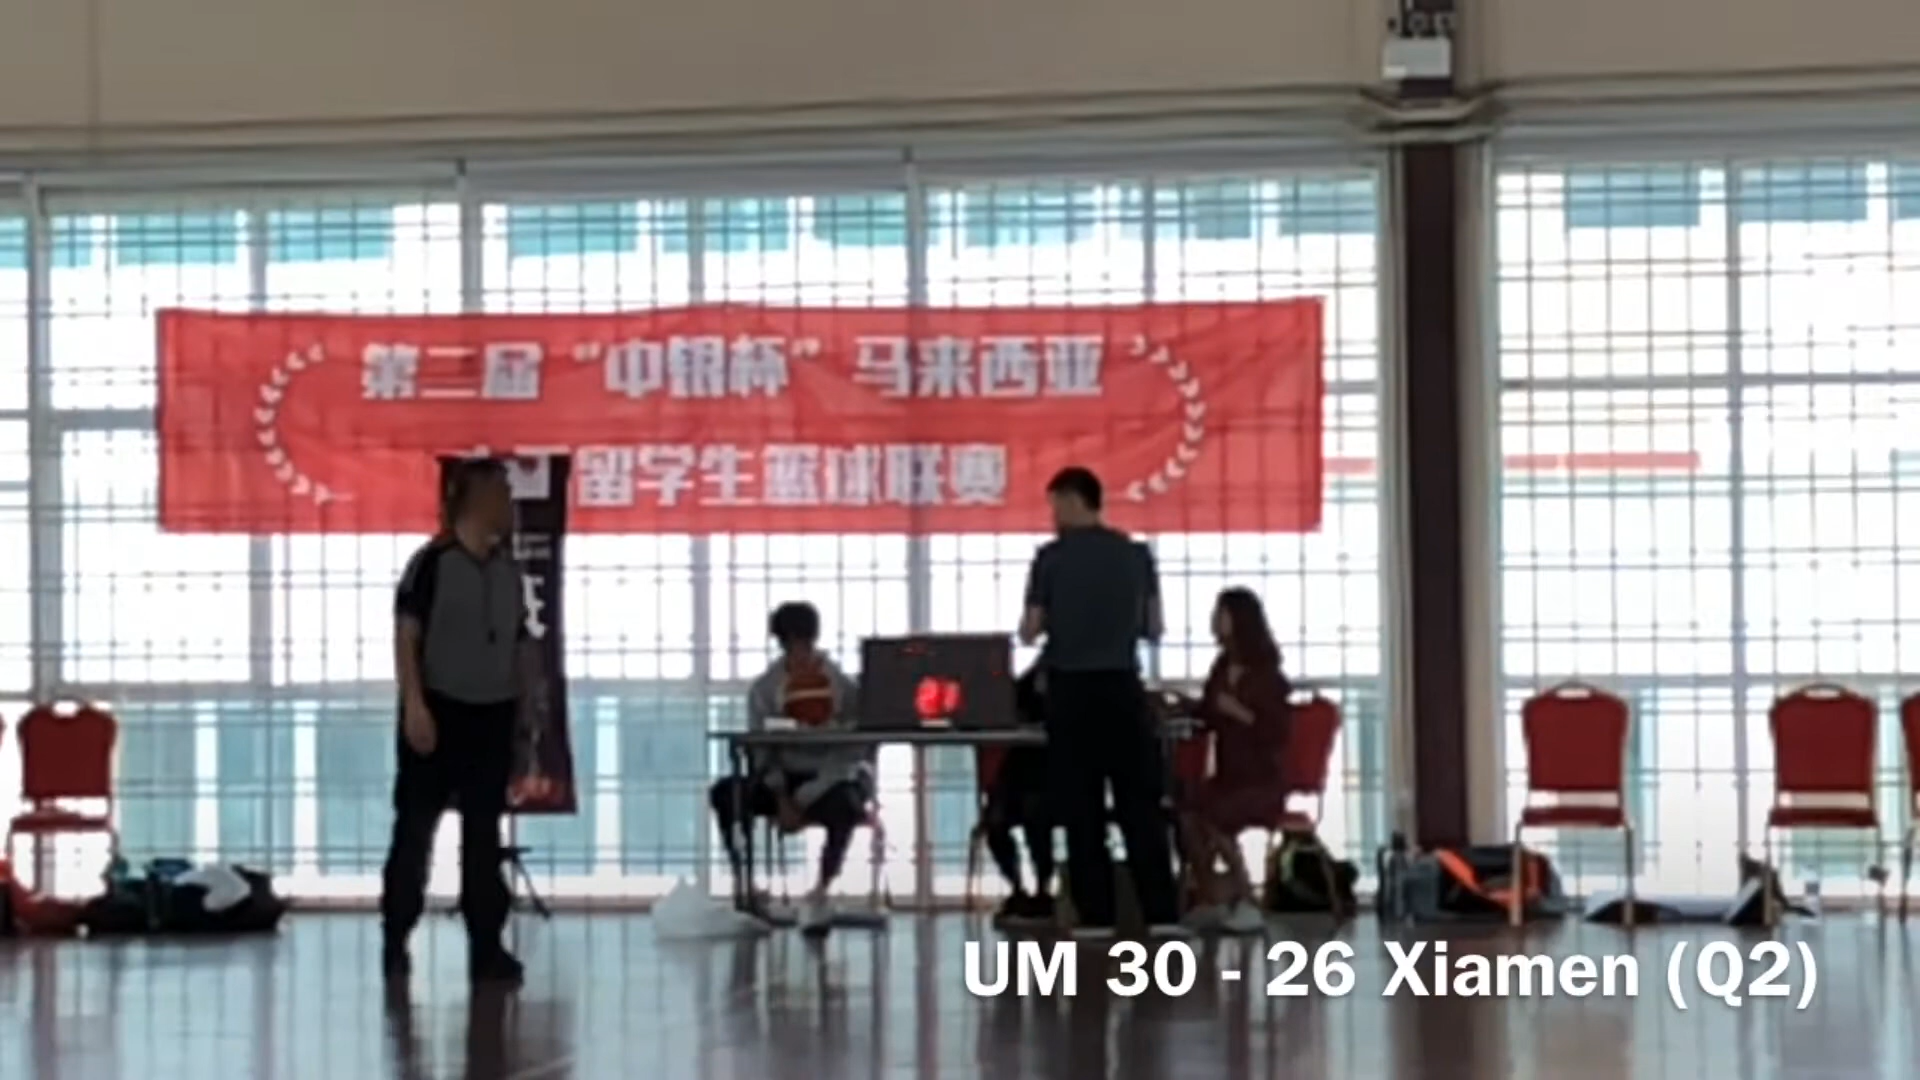 第二届“中银杯”马来西亚
国留学生篮球联赛
UM 30 - 26 Xiamen (Q2)